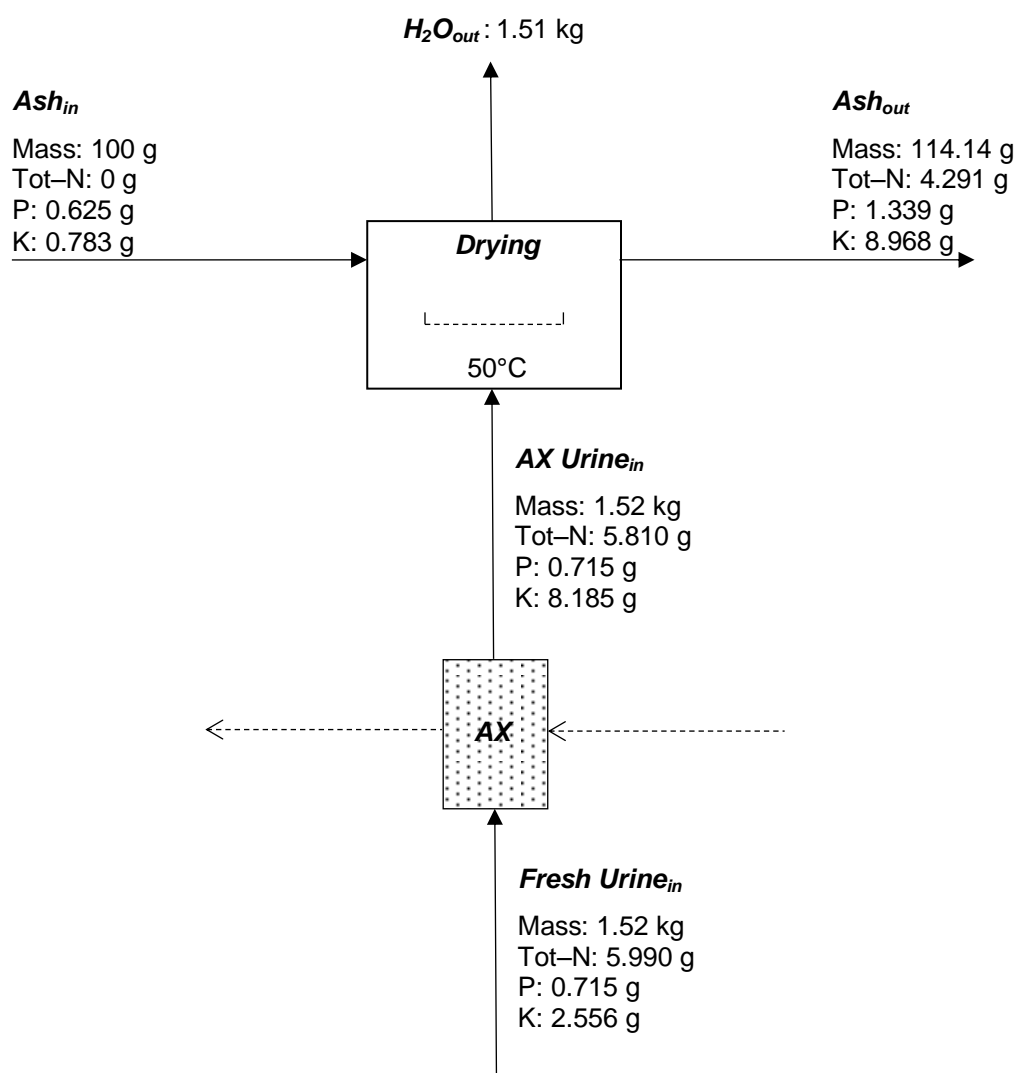 H₂Oout : 1.51 kg
Ashin
Mass: 100 g
Tot–N: 0 g
P: 0.625 g
K: 0.783 g
Ashout
Mass: 114.14 g
Tot–N: 4.291 g
P: 1.339 g
K: 8.968 g
Drying
50°C
AX Urinein
Mass: 1.52 kg
Tot–N: 5.810 g
P: 0.715 g
K: 8.185 g
AX
Fresh Urinein
Mass: 1.52 kg
Tot–N: 5.990 g
P: 0.715 g
K: 2.556 g